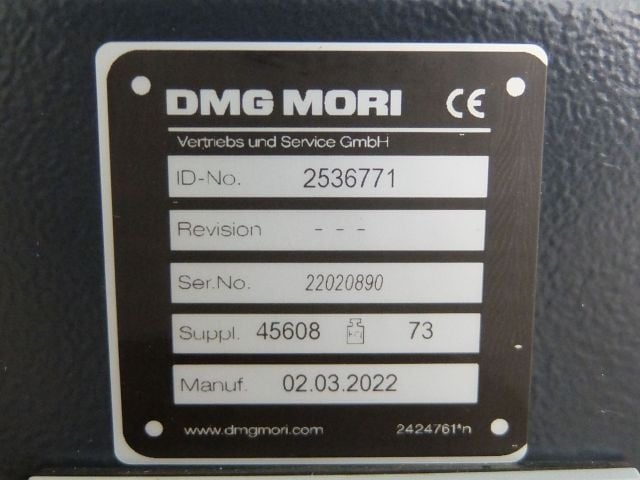 DMG MORI CE
Vertriebs und Service GmbH
ID-No. 2536771
Revision - - -
Ser.No. 22020890
Suppl. 45608 KG 73
Manuf. 02.03.2022
www.dmgmori.com 2424761*n